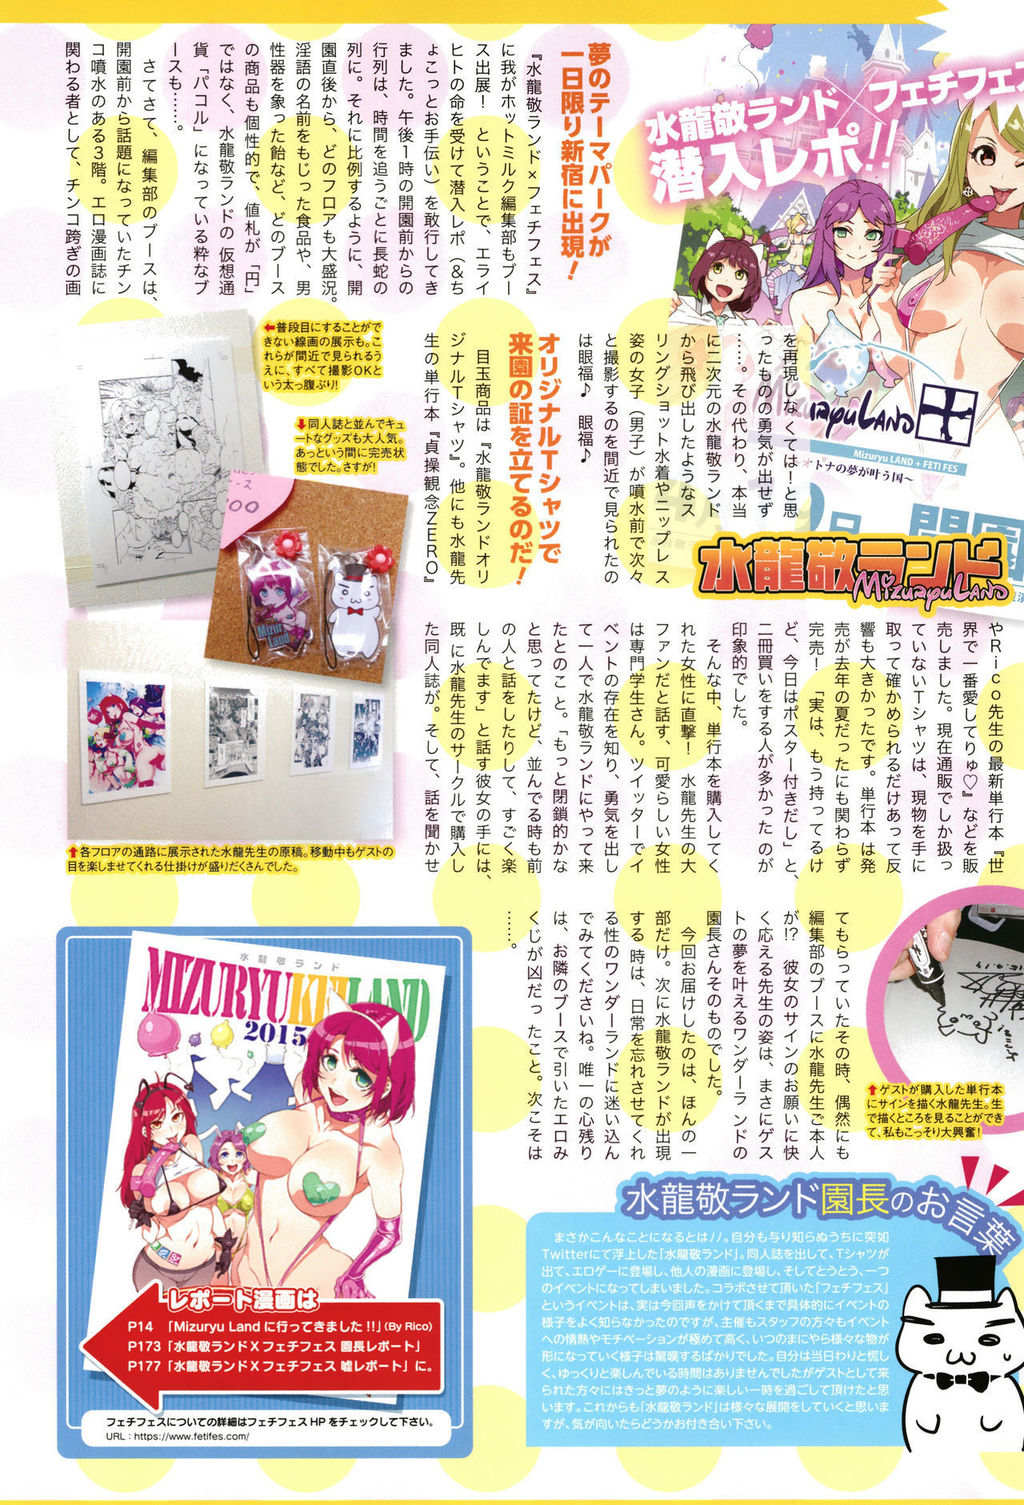 水龍敬ランド×フェチフェス
潜入レポ!!
Mizuryu LAND
Mizuryu LAND + FETI FES
オトナの夢が叶う国〜
水龍敬ランド
Mizuryu LAND
夢のテーマパークが
一日限り新宿に出現!
『水龍敬ランド×フェチフェス』
に我がホットミルク編集部もブー
ス出展! ということで、エライ
ヒトの命を受けて潜入レポ(&ち
ょこっとお手伝い)を敢行してき
ました。午後1時の開園前からの
行列は、時間を追うごとに長蛇の
列に。それに比例するように、開
園直後から、どのフロアも大盛況。
淫語の名前をもじった食品や、男
性器を象った飴など、どのブース
の商品も個性的で、値札が「円」
ではなく、水龍敬ランドの仮想通
貨「パコル」になっている粋なブ
ースも……。
さてさて、編集部のブースは、
開園前から話題になっていたチン
コ噴水のある3階。エロ漫画誌に
関わる者として、チンコ跨ぎの画
を再現しなくては!と思
ったものの勇気が出せず
……。その代わり、本当
に二次元の水龍敬ランド
から飛び出したようなス
リングショット水着やニップレス
姿の女子(男子)が噴水前で次々
と撮影するのを間近で見られたの
は眼福♪ 眼福♪
オリジナルTシャツで
来園の証を立てるのだ!
目玉商品は『水龍敬ランドオリ
ジナルTシャツ』。他にも水龍先
生の単行本『貞操観念ZERO』
やRico先生の最新単行本『世
界で一番愛してりゅ♡』などを販
売しました。現在通販でしか扱っ
ていないTシャツは、現物を手に
取って確かめられるだけあって反
響も大きかったです。単行本は発
売が去年の夏だったにも関わらず
完売! 「実は、もう持ってるけ
ど、今日はポスター付きだし」と、
二冊買いをする人が多かったのが
印象的でした。
そんな中、単行本を購入してく
れた女性に直撃! 水龍先生の大
ファンだと話す、可愛らしい女性
は専門学生さん。ツイッターでイ
ベントの存在を知り、勇気を出し
て一人で水龍敬ランドにやって来
たとのこと。「もっと閉鎖的かな
と思ってたけど、並んでる時も前
の人と話をしたりして、すごく楽
しんでます」と話す彼女の手には、
既に水龍先生のサークルで購入し
た同人誌が。そして、話を聞かせ
てもらっていたその時、偶然にも
編集部のブースに水龍先生ご本人
が!? 彼女のサインのお願いに快
く応える先生の姿は、まさにゲス
トの夢を叶えるワンダーランドの
園長さんそのものでした。
今回お届けしたのは、ほんの一
部だけ。次に水龍敬ランドが出現
する時は、日常を忘れさせてくれ
る性のワンダーランドに迷い込ん
でみてくださいね。唯一の心残り
は、お隣のブースで引いたエロみ
くじが凶だったこと。次こそは
……。
⬅普段目にすることがで
きない線画の展示も。こ
れらが間近で見られるう
えに、すべて撮影OKと
いう太っ腹ぶり!
⬇同人誌と並んでキュ
ートなグッズも大人気。
あっという間に完売状
態でした。さすが!
Mizuryu
Land
⬆各フロアの通路に展示された水龍先生の原稿。移動中もゲストの
目を楽しませてくれる仕掛けが盛りだくさんでした。
⬆ゲストが購入した単行本
にサインを描く水龍先生。生
で描くところを見ることができ
て、私もこっそり大興奮!
水龍敬ランド
MIZURYUKEILAND
2015
レポート漫画は
P14 「Mizuryu Landに行ってきました!!」(By Rico)
P173「水龍敬ランドXフェチフェス 園長レポート」
P177「水龍敬ランドXフェチフェス 嘘レポート」に。
フェチフェスについての詳細はフェチフェスHPをチェックして下さい。
URL:https://www.fetifes.com/
水龍敬ランド園長のお言葉
まさかこんなことになるとは!!。自分も与り知らぬうちに突如
Twitterにて浮上した「水龍敬ランド」。同人誌を出して、Tシャツが
出て、エロゲーに登場し、他人の漫画に登場し、そしてとうとう、一つ
のイベントになってしまいました。コラボさせて頂いた「フェチフェス」
というイベントは、実は今回声をかけて頂くまで具体的にイベントの
様子をよく知らなかったのですが、主催もスタッフの方々もイベント
への情熱やモチベーションが極めて高く、いつのまにやら様々な物が
形になっていく様子は驚嘆するばかりでした。自分は当日わりと慌し
く、ゆっくりと楽しんでいる時間はありませんでしたがゲストとして来
られた方々にはきっと夢のように楽しい一時を過ごして頂けたと思
います。これからも「水龍敬ランド」は様々な展開をしていくと思いま
すが、気が向いたらどうかお付き合い下さい。